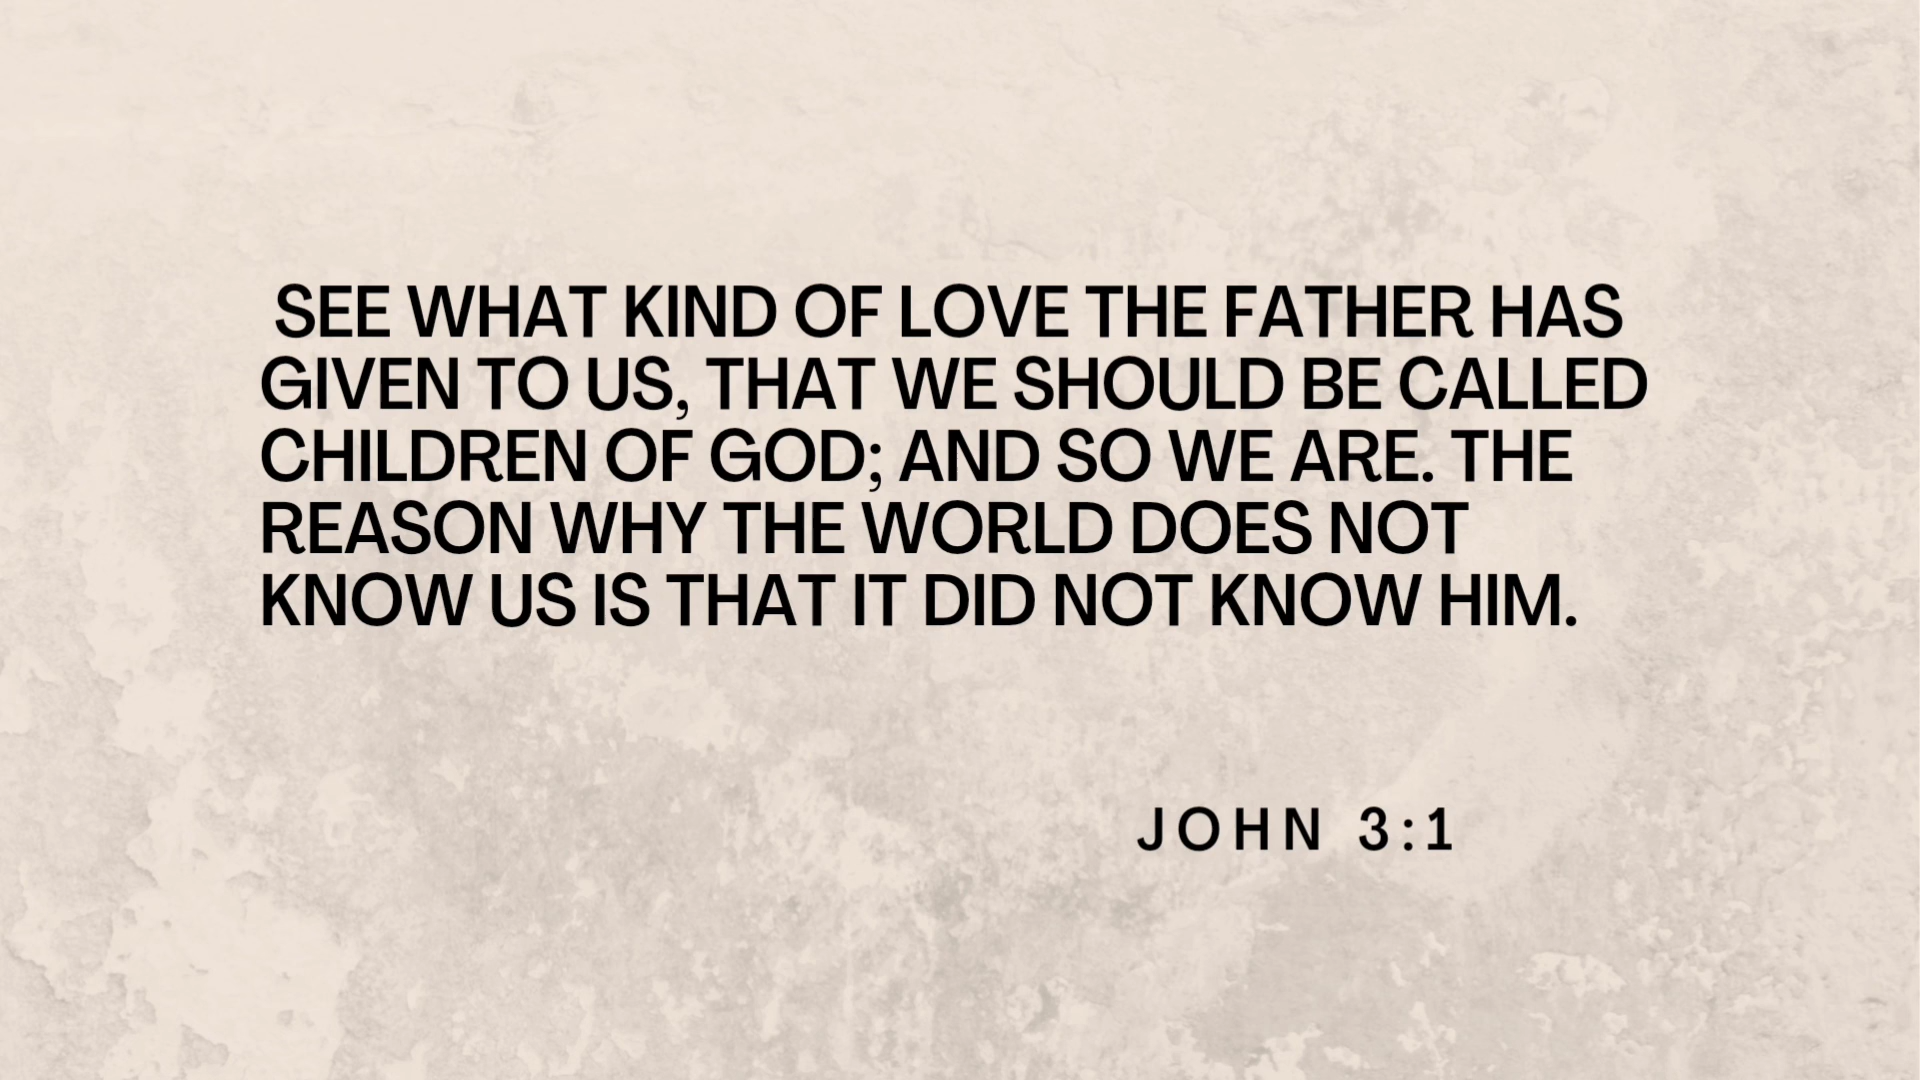 SEE WHAT KIND OF LOVE THE FATHER HAS
GIVEN TO US, THAT WE SHOULD BE CALLED
CHILDREN OF GOD; AND SO WE ARE. THE
REASON WHY THE WORLD DOES NOT
KNOW US IS THAT IT DID NOT KNOW HIM.
JOHN 3:1